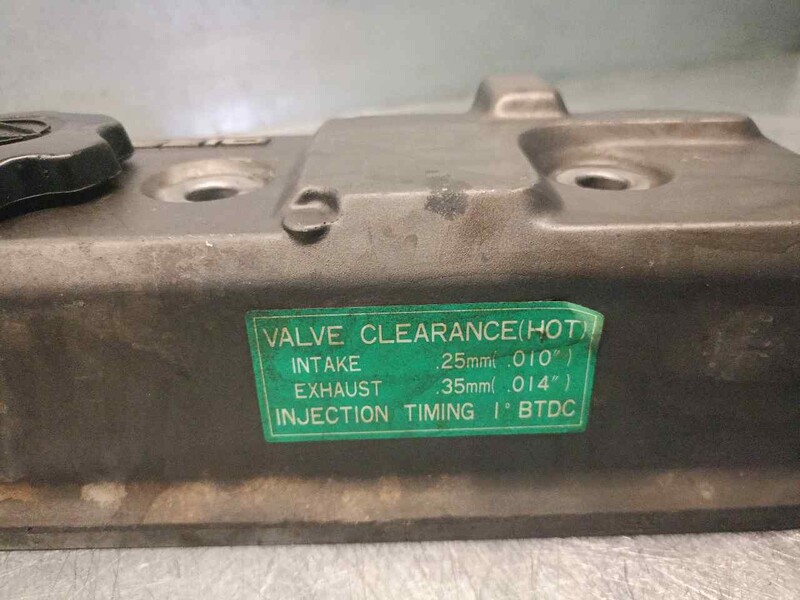 VALVE CLEARANCE(HOT)
INTAKE .25mm( .010")
EXHAUST .35mm( .014")
INJECTION TIMING 1° BTDC